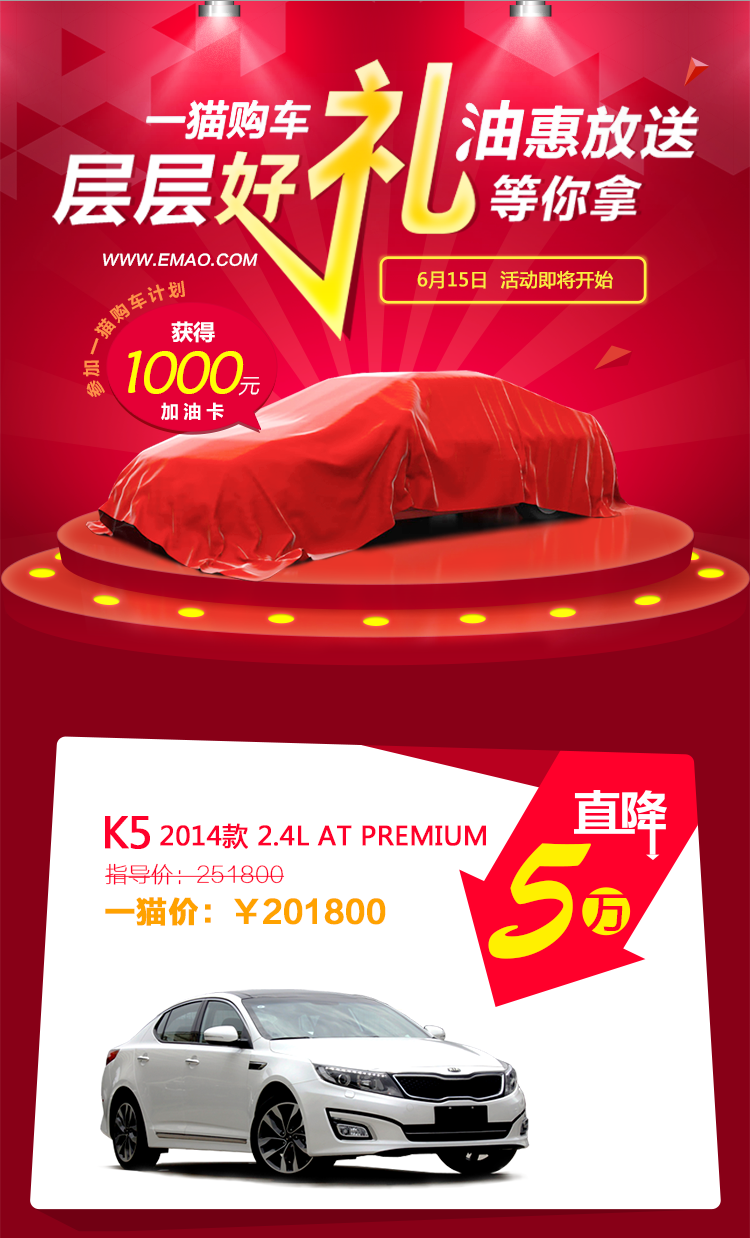 一猫购车
层层好礼
油惠放送
等你拿
WWW.EMAO.COM
6月15日 活动即将开始
参加一猫购车计划
获得
1000元
加油卡
直降
5万
K5 2014款 2.4L AT PREMIUM
指导价：251800
一猫价：￥201800